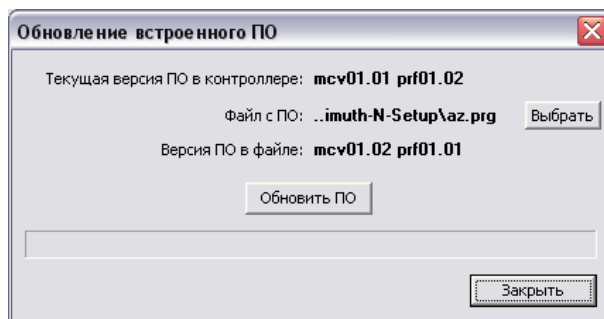 Обновление встроенного ПО
Текущая версия ПО в контроллере: mcv01.01 prf01.02
Файл с ПО: ..imuth-N-Setup\az.prg Выбрать
Версия ПО в файле: mcv01.02 prf01.01
Обновить ПО
Закрыть